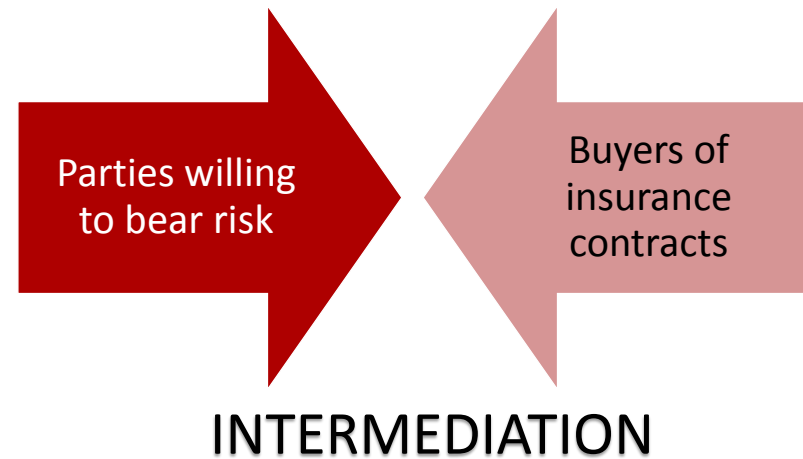 Parties willing
to bear risk
Buyers of
insurance
contracts
INTERMEDIATION